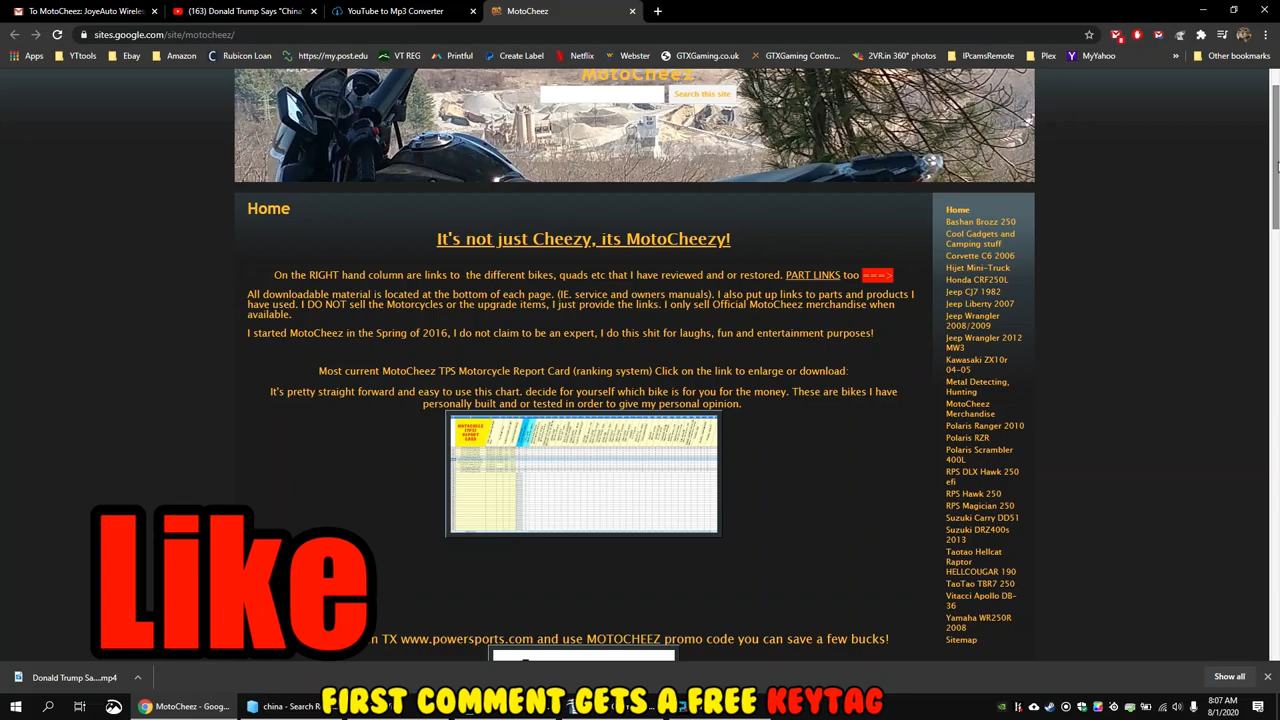 To MotoCheez, AutoJoys Wireles
(163) Donald Trump Says "China"
YouTube to Mp4
MotoCheez
sites.google.com/site/motocheez/
Apps
YTlers
Ebay
Amazon
Rubicon Loan
https://my.post.edu
VT REG
Printful
Create Label
Netflix
Webster
GTXGaming.co.uk
GTXGaming Contro...
2VR.in 360° photos
IPCamsRemote
Plex
MyYahoo
Other bookmarks
MotoCheez
Search this site
Home
It's not just Cheezy, its MotoCheezy!
On the RIGHT hand column are links to the different bikes, quads etc that I have reviewed and or restored. PART LINKS too ===>
All downloadable material is located at the bottom of each page. (IE. service and owners manuals). I also put up links to parts and products I
have used. I DO NOT sell the Motorcycles or the upgrade items, I just provide the links. I only sell Official MotoCheez merchandise when
available.
I started MotoCheez in the Spring of 2016, I do not claim to be an expert, I do this shit for laughs, fun and entertainment purposes!
Most current MotoCheez TPS Motorcycle Report Card (ranking system) Click on the link to enlarge or download:
It's pretty straight forward and easy to use this chart. decide for yourself which bike is for you for the money. These are bikes I have
personally built and or tested in order to give my personal opinion.
MOTOCHEEZ
(TPS)
REPORT
CARD
TX www.powersports.com and use MOTOCHEEZ promo code you can save a few bucks!
Home
Bashan Brozz 250
Cool Gadgets and
Camping stuff
Corvette C6 2006
Hijet Mini-Truck
Honda CRF250L
Jeep CJ7 1982
Jeep Liberty 2007
Jeep Wrangler
2008/2009
Jeep Wrangler 2012
MW3
Kawasaki ZX10r
04-05
Metal Detecting,
Hunting
MotoCheez
Merchandise
Polaris Ranger 2010
Polaris RZR
Polaris Scrambler
400L
RPS DLX Hawk 250
efi
RPS Hawk 250
RPS Magician 250
Suzuki Carry DD51
Suzuki DRZ400s
2013
Taotao Hellcat
Raptor
HELLCOUGAR 190
TaoTao TBR7 250
Vitacci Apollo DB-
36
Yamaha WR250R
2008
Sitemap
Like
Donald Trump Sa....mp4
Show all
MotoCheez - Goog...
china - Search R
FIRST COMMENT GETS A FREE KEYTAG
8:07 AM
8/1/2020